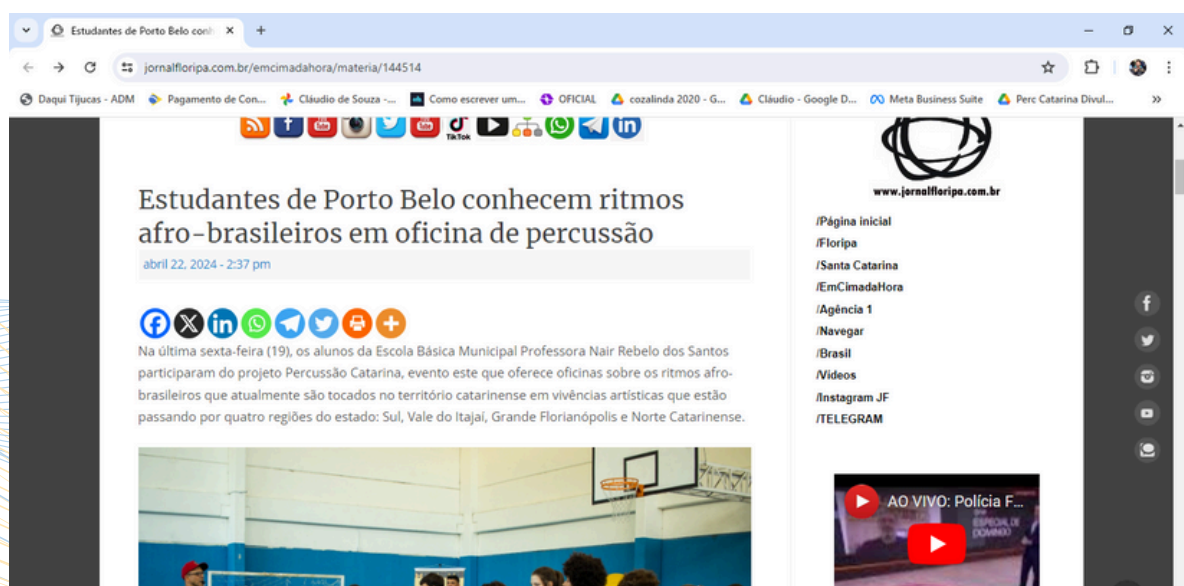 Estudantes de Porto Belo conh
jornalfloripa.com.br/emcimadahora/materia/144514
Daqui Tijucas - ADM
Pagamento de Con...
Cláudio de Souza -...
Como escrever um...
OFICIAL
cozalinda 2020 - G...
Cláudio - Google D...
Meta Business Suite
Perc Catarina Divul...
TikTok
Estudantes de Porto Belo conhecem ritmos
afro-brasileiros em oficina de percussão
abril 22, 2024 - 2:37 pm
Na última sexta-feira (19), os alunos da Escola Básica Municipal Professora Nair Rebelo dos Santos
participaram do projeto Percussão Catarina, evento este que oferece oficinas sobre os ritmos afro-
brasileiros que atualmente são tocados no território catarinense em vivências artísticas que estão
passando por quatro regiões do estado: Sul, Vale do Itajaí, Grande Florianópolis e Norte Catarinense.
www.jornalfloripa.com.br
/Página inicial
/Floripa
/Santa Catarina
/EmCimadaHora
/Agência 1
/Navegar
/Brasil
/Vídeos
/Instagram JF
/TELEGRAM
AO VIVO: Polícia F...
ESPECIAL DE
DOMINGO